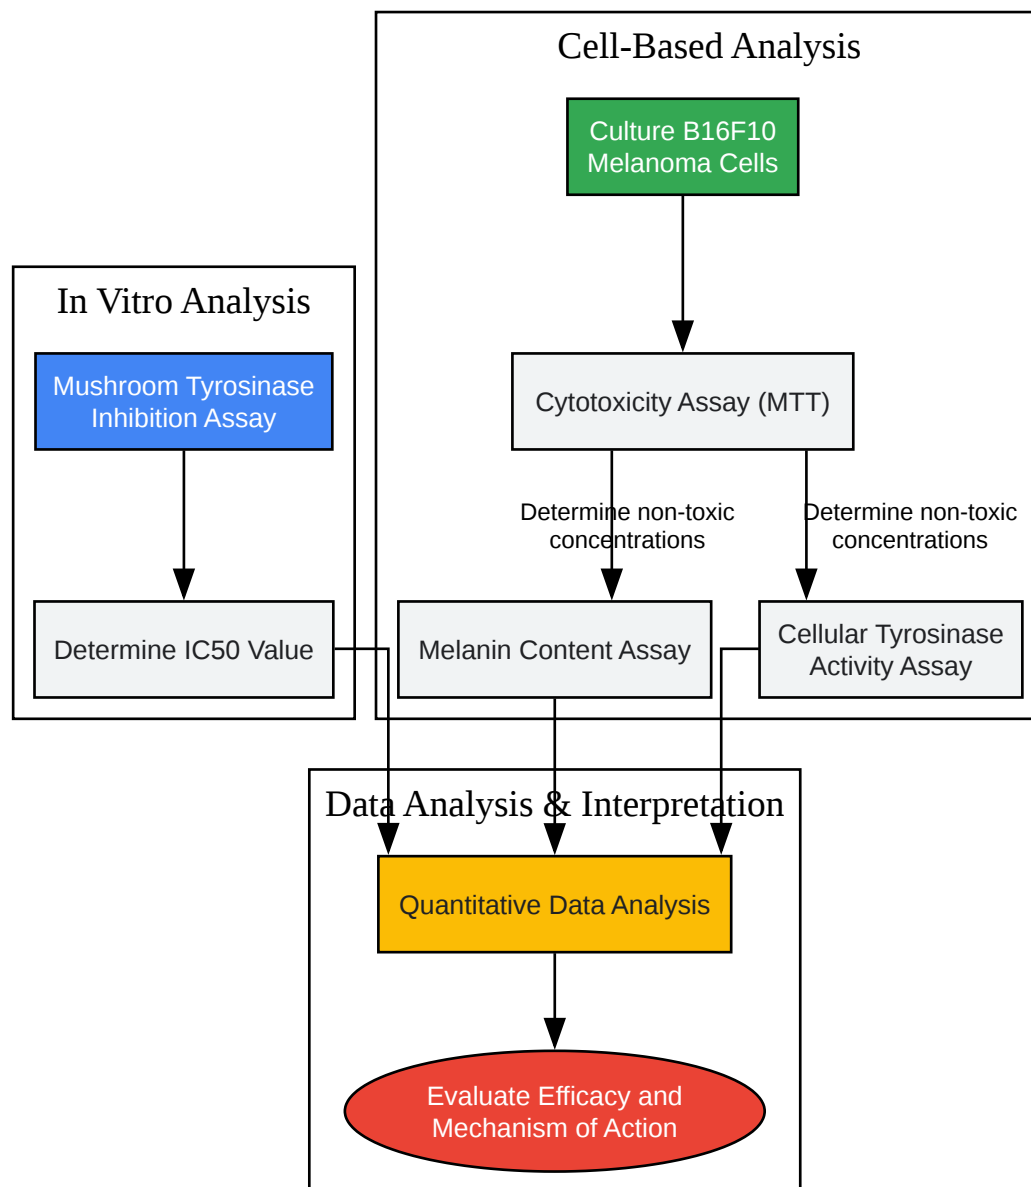 Cell-Based Analysis
Culture B16F10
Melanoma Cells
In Vitro Analysis
Mushroom Tyrosinase
Inhibition Assay
Cytotoxicity Assay (MTT)
Determine non-toxic
concentrations
Determine non-toxic
concentrations
Determine IC50 Value
Melanin Content Assay
Cellular Tyrosinase
Activity Assay
Data Analysis & Interpretation
Quantitative Data Analysis
Evaluate Efficacy and
Mechanism of Action